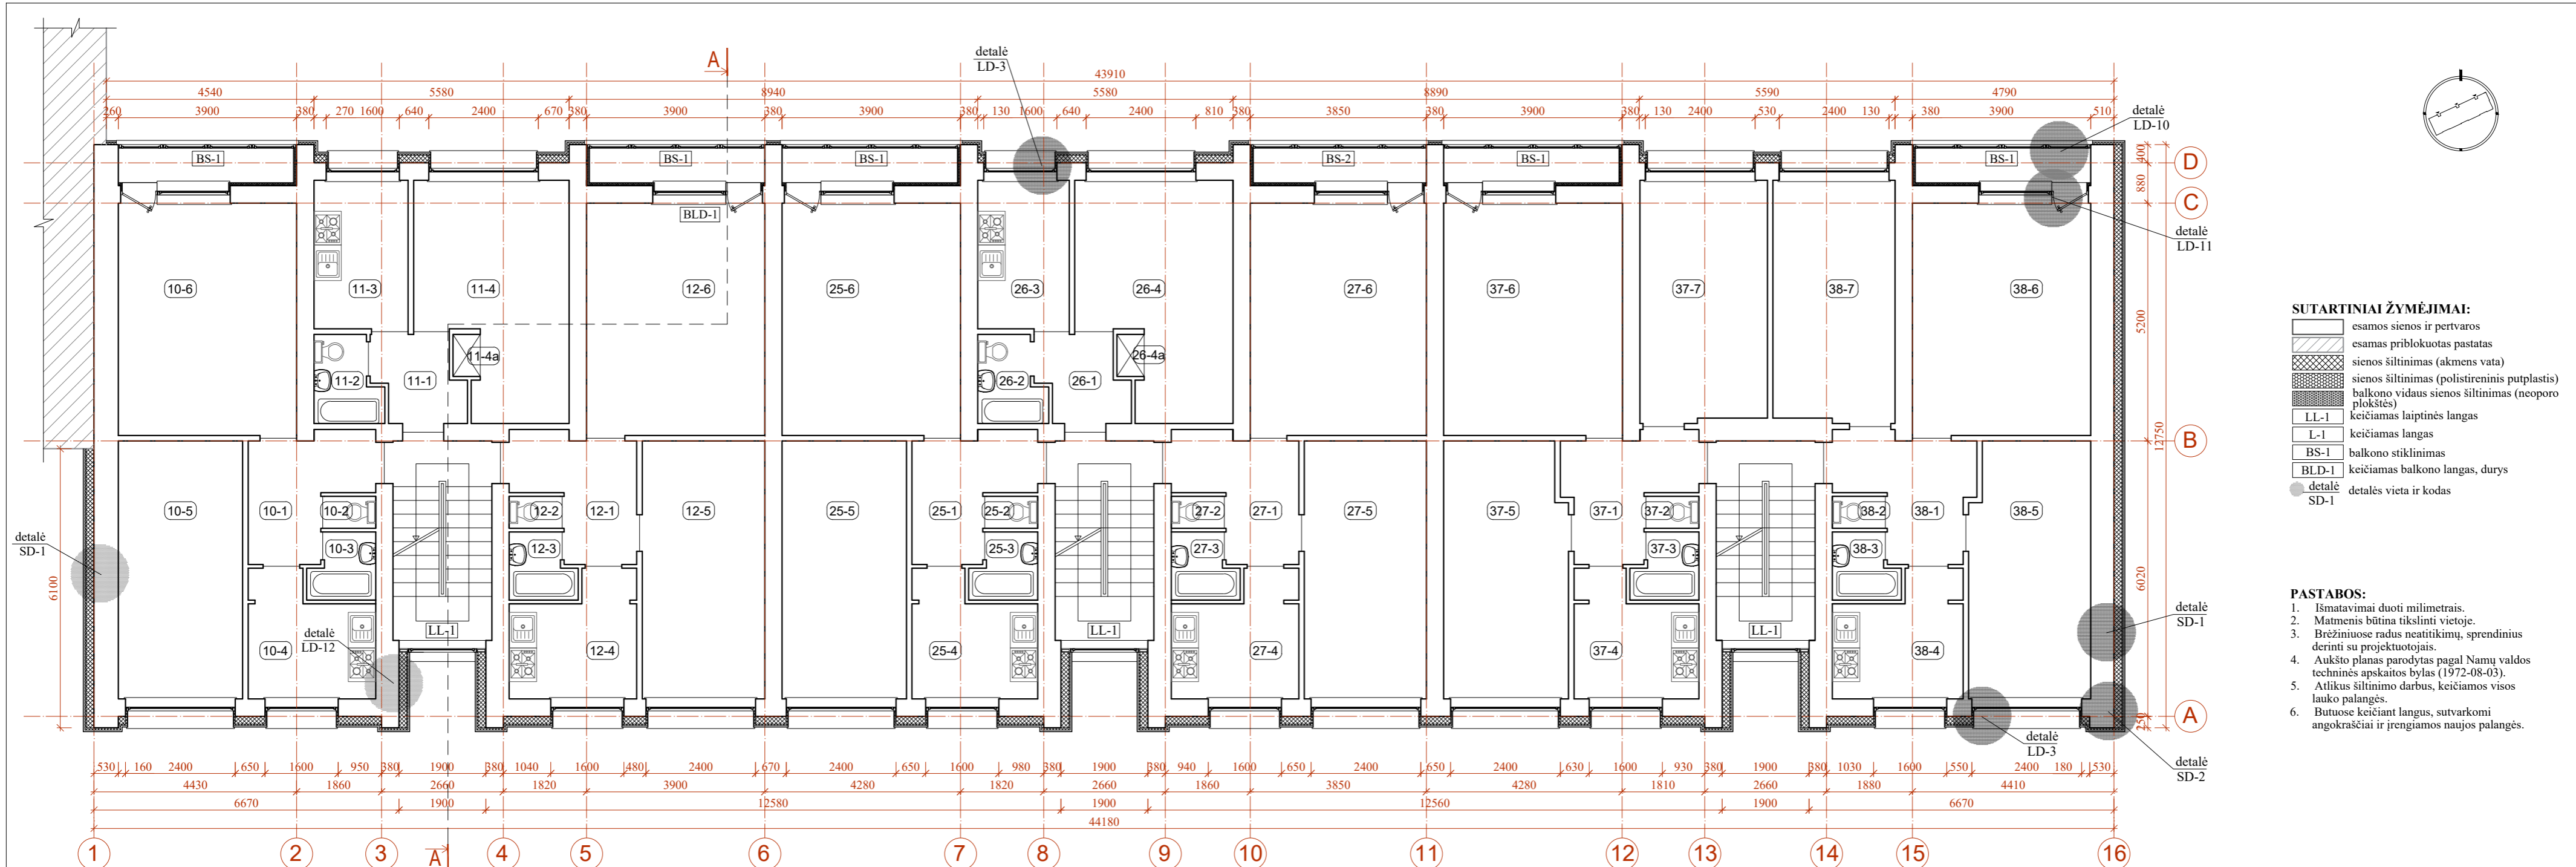 A
detalė
LD-3
43910
4540
5580
8940
5580
8890
5590
4790
260
3900
380
270
1600
640
2400
670
380
3900
380
3900
380
130
1600
640
2400
810
380
3850
380
3900
380
130
2400
530
2400
130
380
3900
510
detalė
LD-10
BS-1
BS-1
BS-1
BS-2
BS-1
BS-1
400
D
880
BLD-1
C
detalė
LD-11
10-6
11-3
11-4
12-6
25-6
26-3
26-4
27-6
37-6
37-7
38-7
38-6
5200
11-4a
26-4a
11-2
11-1
26-2
26-1
B
12750
10-5
10-1
10-2
12-2
12-1
12-5
25-5
25-1
25-2
27-2
27-1
27-5
37-5
37-1
37-2
38-2
38-1
38-5
10-3
12-3
25-3
27-3
37-3
38-3
detalė
SD-1
6100
6020
detalė
SD-1
LL-1
LL-1
LL-1
detalė
LD-12
10-4
12-4
25-4
27-4
37-4
38-4
A
250
detalė
LD-3
detalė
SD-2
530
160
2400
650
1600
950
380
1900
380
1040
1600
480
2400
670
2400
650
1600
980
380
1900
380
940
1600
650
2400
650
2400
630
1600
930
380
1900
380
1030
1600
550
2400
180
530
4430
1860
2660
1820
3900
4280
1820
2660
1860
3850
4280
1810
2660
1880
4410
6670
1900
12580
1900
12560
1900
6670
44180
1
2
3
A
4
5
6
7
8
9
10
11
12
13
14
15
16
SUTARTINIAI ŽYMĖJIMAI:
esamos sienos ir pertvaros
esamas priblokuotas pastatas
sienos šiltinimas (akmens vata)
sienos šiltinimas (polistireninis putplastis)
balkono vidaus sienos šiltinimas (neoporo
plokštės)
LL-1 keičiamas laiptinės langas
L-1 keičiamas langas
BS-1 balkono stiklinimas
BLD-1 keičiamas balkono langas, durys
detalė
SD-1
detalės vieta ir kodas
PASTABOS:
1. Išmatavimai duoti milimetrais.
2. Matmenis būtina tikslinti vietoje.
3. Brėžiniuose radus neatitikimų, sprendinius
derinti su projektuotojais.
4. Aukšto planas parodytas pagal Namų valdos
techninės apskaitos bylas (1972-08-03).
5. Atlikus šiltinimo darbus, keičiamos visos
lauko palangės.
6. Butuose keičiant langus, sutvarkomi
angokraščiai ir įrengiamos naujos palangės.